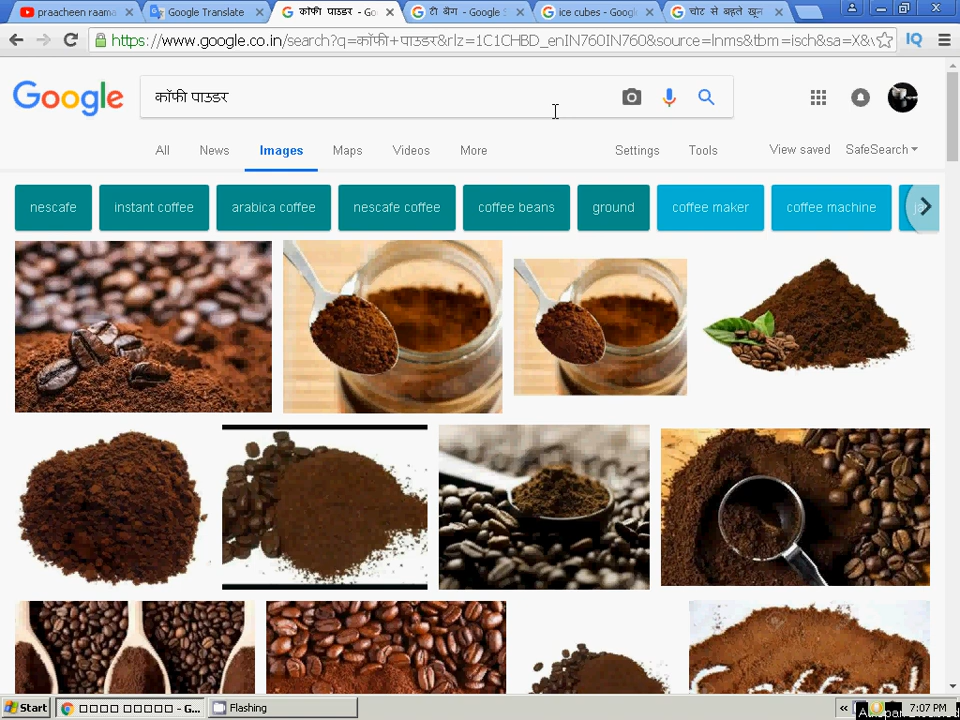 praacheen raama
Google Translate
कॉफी पाउडर - Go
टी बैग - Google S
ice cubes - Googl
चोट से बहते खून
https://www.google.co.in/search?q=कॉफी+पाउडर&rlz=1C1CHBD_enIN760IN760&source=lnms&tbm=isch&sa=X&
IQ
Google
कॉफी पाउडर
All News Images Maps Videos More Settings Tools View saved SafeSearch
nescafe instant coffee arabica coffee nescafe coffee coffee beans ground coffee maker coffee machine
Start
- G...
Flashing
7:07 PM